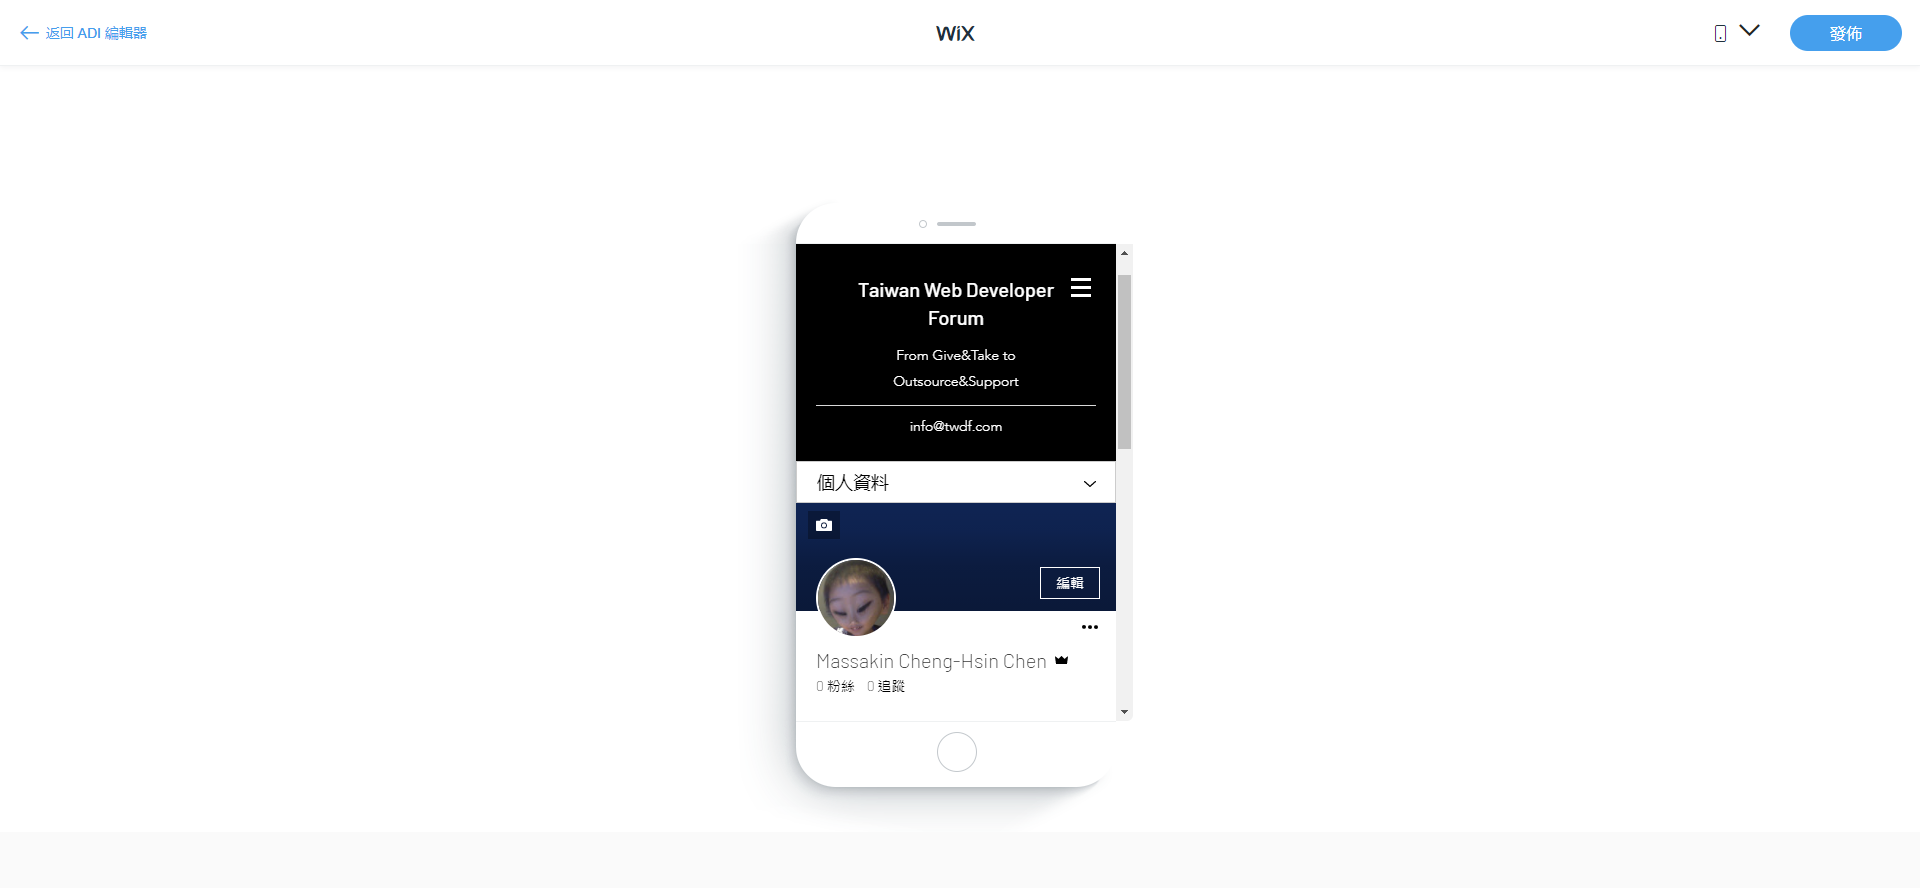 返回 ADI 編輯器
WiX
發佈
Taiwan Web Developer
Forum
From Give&Take to
Outsource&Support
info@twdf.com
個人資料
編輯
Massakin Cheng-Hsin Chen
0 粉絲 0 追蹤